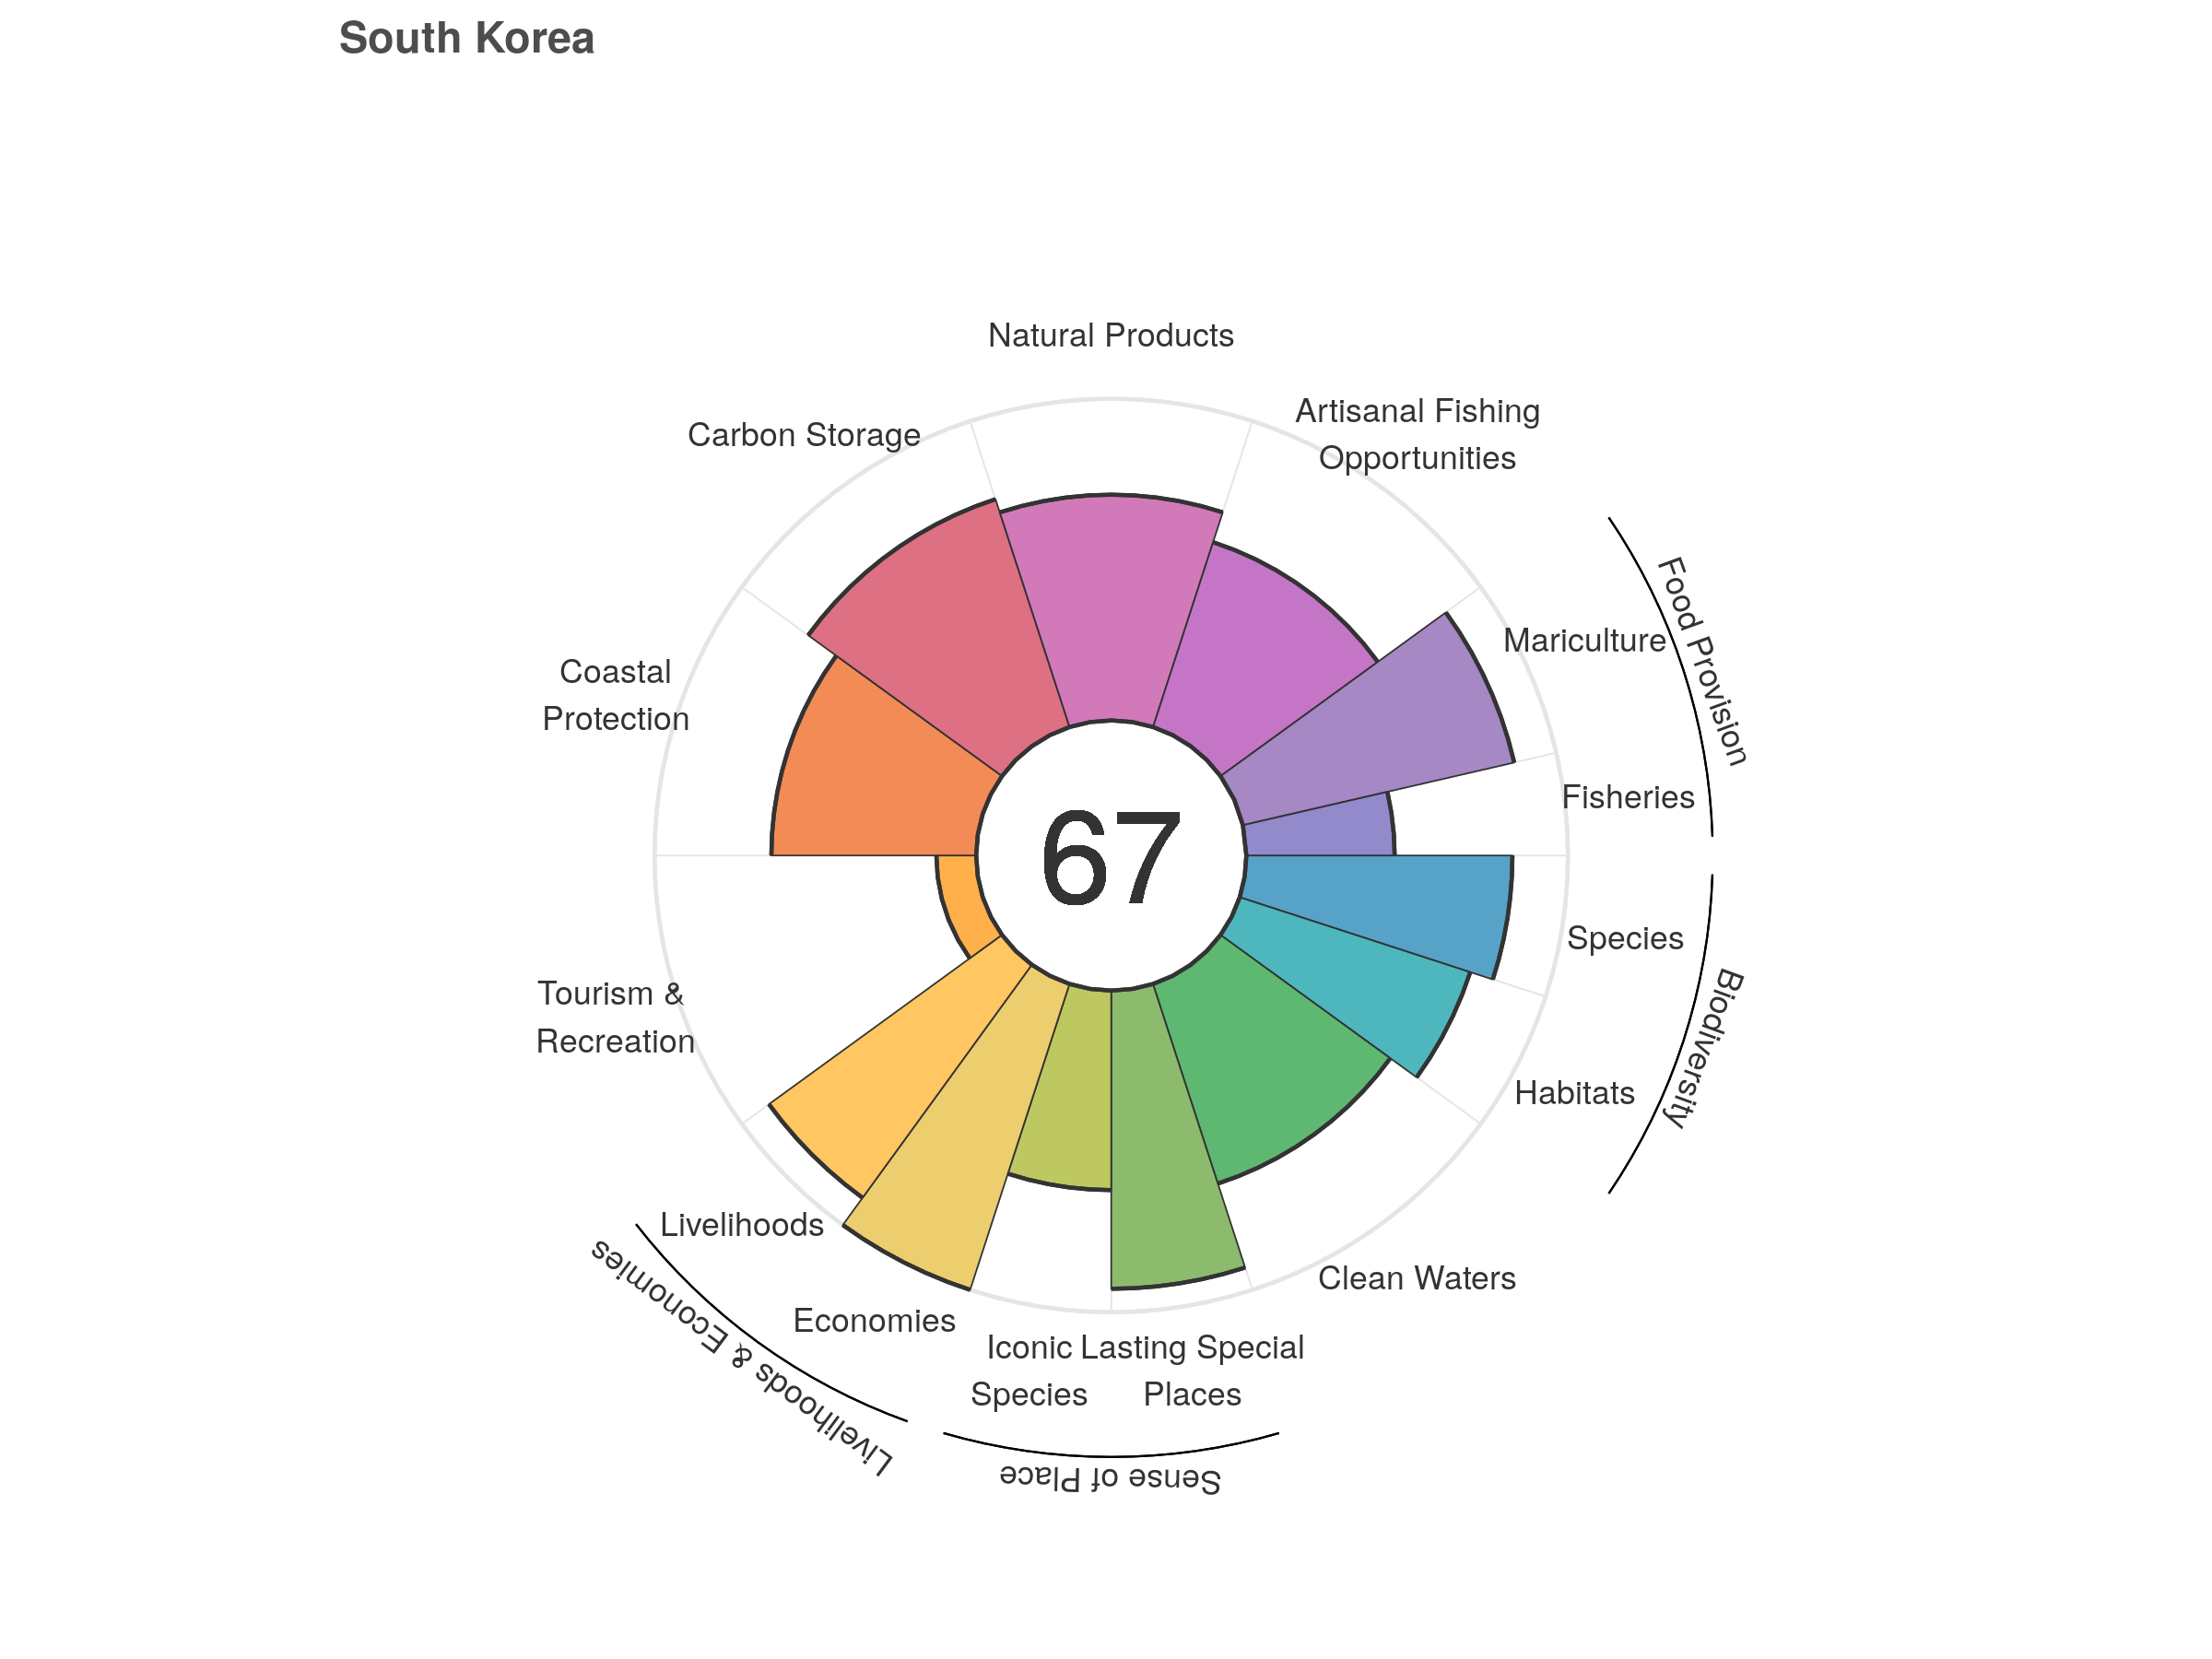 South Korea
Natural Products
Artisanal Fishing
Opportunities
Carbon Storage
Mariculture
Food Provision
Coastal
Protection
Fisheries
67
Species
Biodiversity
Tourism &
Recreation
Habitats
Livelihoods
Clean Waters
Economies
Livelihoods & Economies
Iconic
Species
Lasting Special
Places
Sense of Place